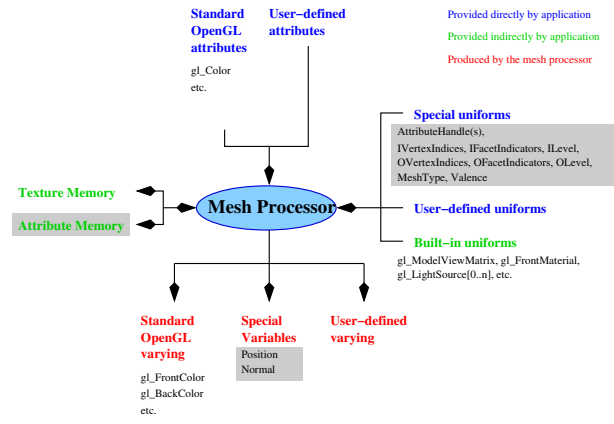 Standard
OpenGL
attributes
gl_Color
etc.
User−defined
attributes
Provided directly by application
Provided indirectly by application
Produced by the mesh processor
Special uniforms
AttributeHandle(s),
IVertexIndices, IFacetIndicators, ILevel,
OVertexIndices, OFacetIndicators, OLevel,
MeshType, Valence
Texture Memory
Attribute Memory
Mesh Processor
User−defined uniforms
Built−in uniforms
gl_ModelViewMatrix, gl_FrontMaterial,
gl_LightSource[0..n], etc.
Standard
OpenGL
varying
gl_FrontColor
gl_BackColor
etc.
Special
Variables
Position
Normal
User−defined
varying